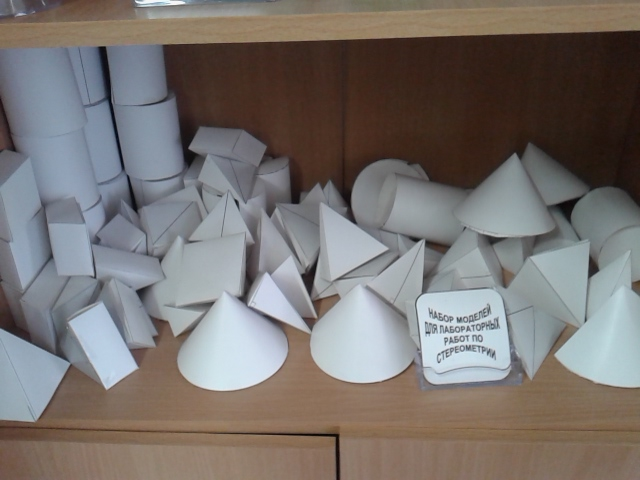 НАБОР МОДЕЛЕЙ
ДЛЯ ЛАБОРАТОРНЫХ
РАБОТ ПО
СТЕРЕОМЕТРИИ